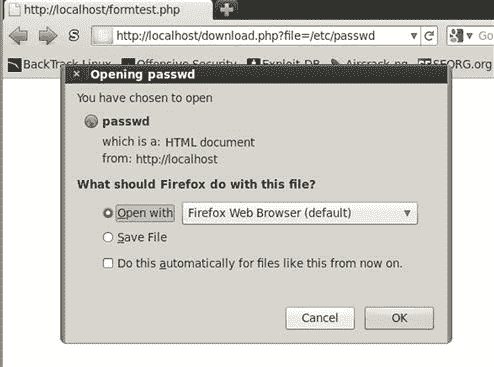 http://localhost/formtest.php
http://localhost/download.php?file=/etc/passwd
Go
BackTrack Linux Offensive Security Exploit-DB Aircrack-ng SEORG.org
Opening passwd
You have chosen to open
passwd
which is a: HTML document
from: http://localhost
What should Firefox do with this file?
Open with Firefox Web Browser (default)
Save File
Do this automatically for files like this from now on.
Cancel OK